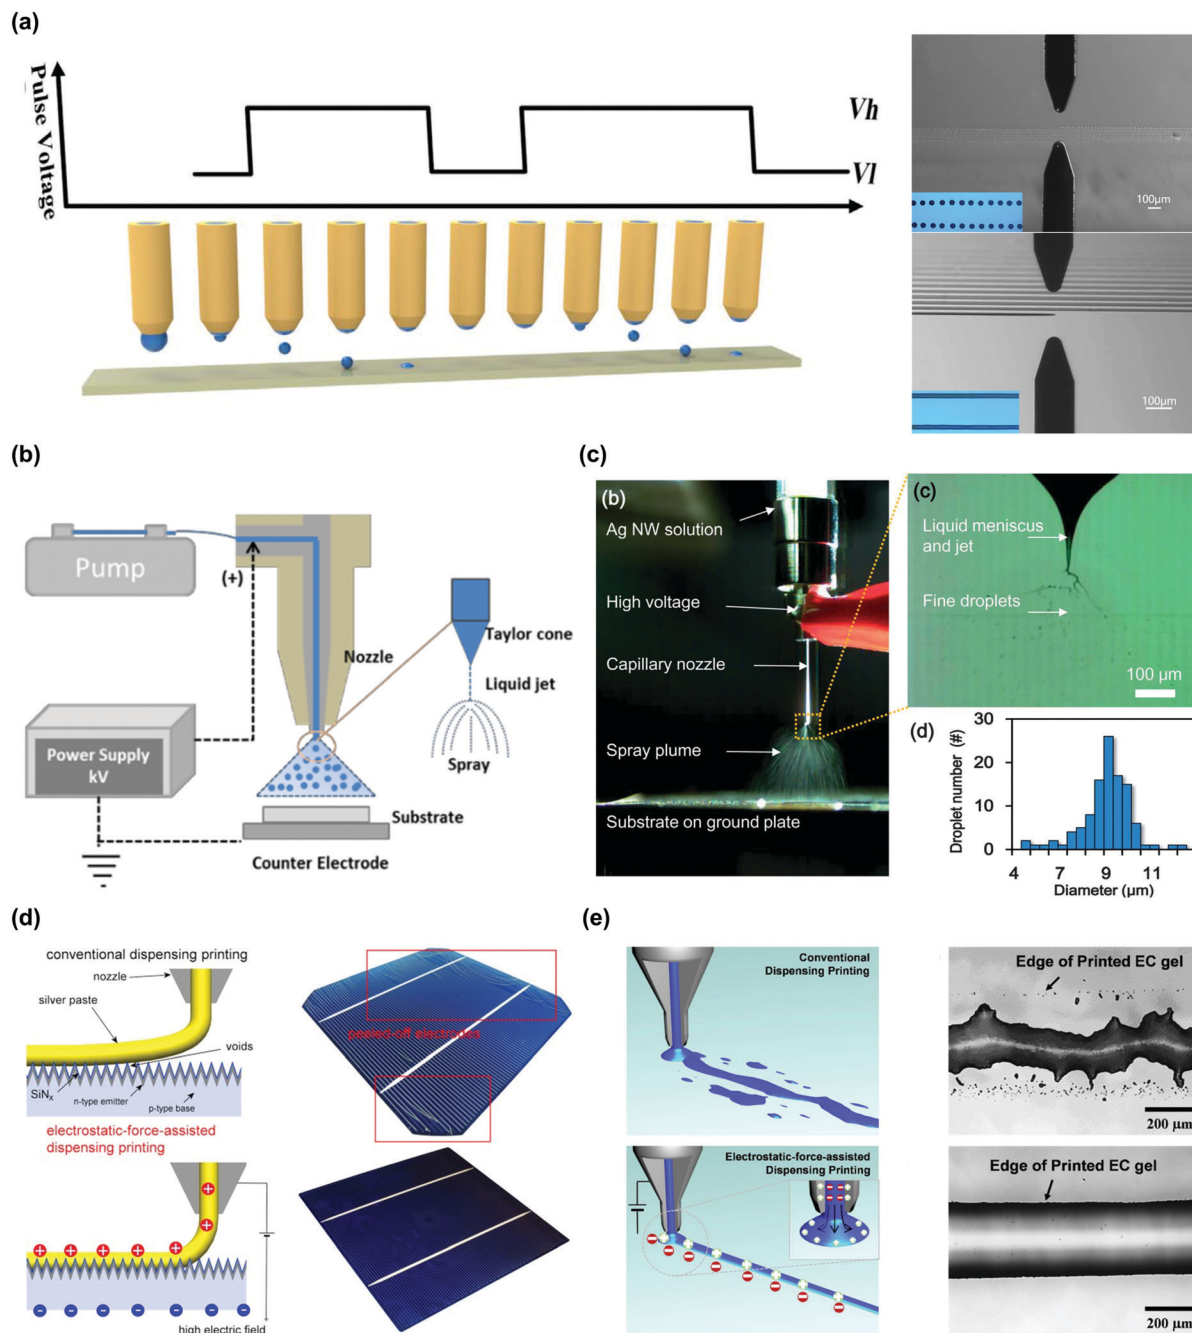 (a)
Pulse Voltage
Vh
Vl
100μm
100μm
(b)
Pump
(+)
Nozzle
Taylor cone
Liquid jet
Spray
Power Supply
kV
Substrate
Counter Electrode
(c)
(b)
Ag NW solution
High voltage
Capillary nozzle
Spray plume
Substrate on ground plate
(c)
Liquid meniscus
and jet
Fine droplets
100 μm
(d)
Droplet number (#)
30
20
10
0
4
7
9
11
Diameter (μm)
(d)
conventional dispensing printing
nozzle
silver paste
voids
SiNx
n-type emitter
p-type base
electrostatic-force-assisted
dispensing printing
high electric field
peeled-off electrodes
(e)
Conventional
Dispensing Printing
Electrostatic-force-assisted
Dispensing Printing
Edge of Printed EC gel
200 μm
Edge of Printed EC gel
200 μm